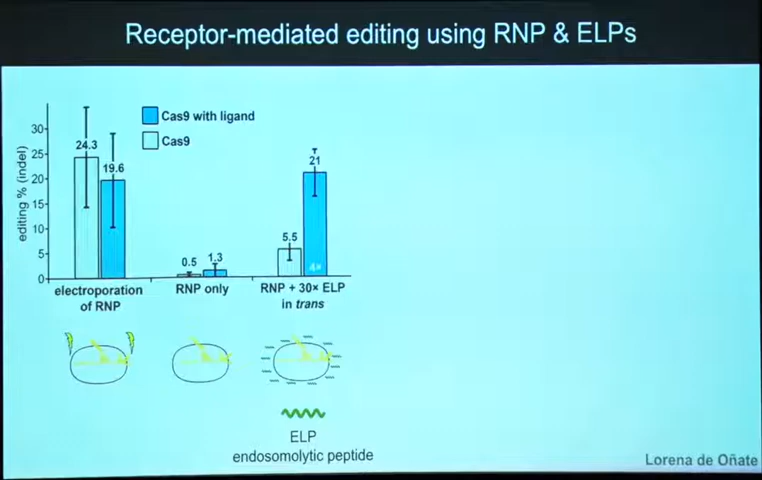 Receptor-mediated editing using RNP & ELPs
Cas9 with ligand
Cas9
editing % (indel)
30
25
20
15
10
5
0
24.3
19.6
0.5
1.3
5.5
21
4×
electroporation
of RNP
RNP only
RNP + 30× ELP
in trans
ELP
endosomolytic peptide
Lorena de Oñate